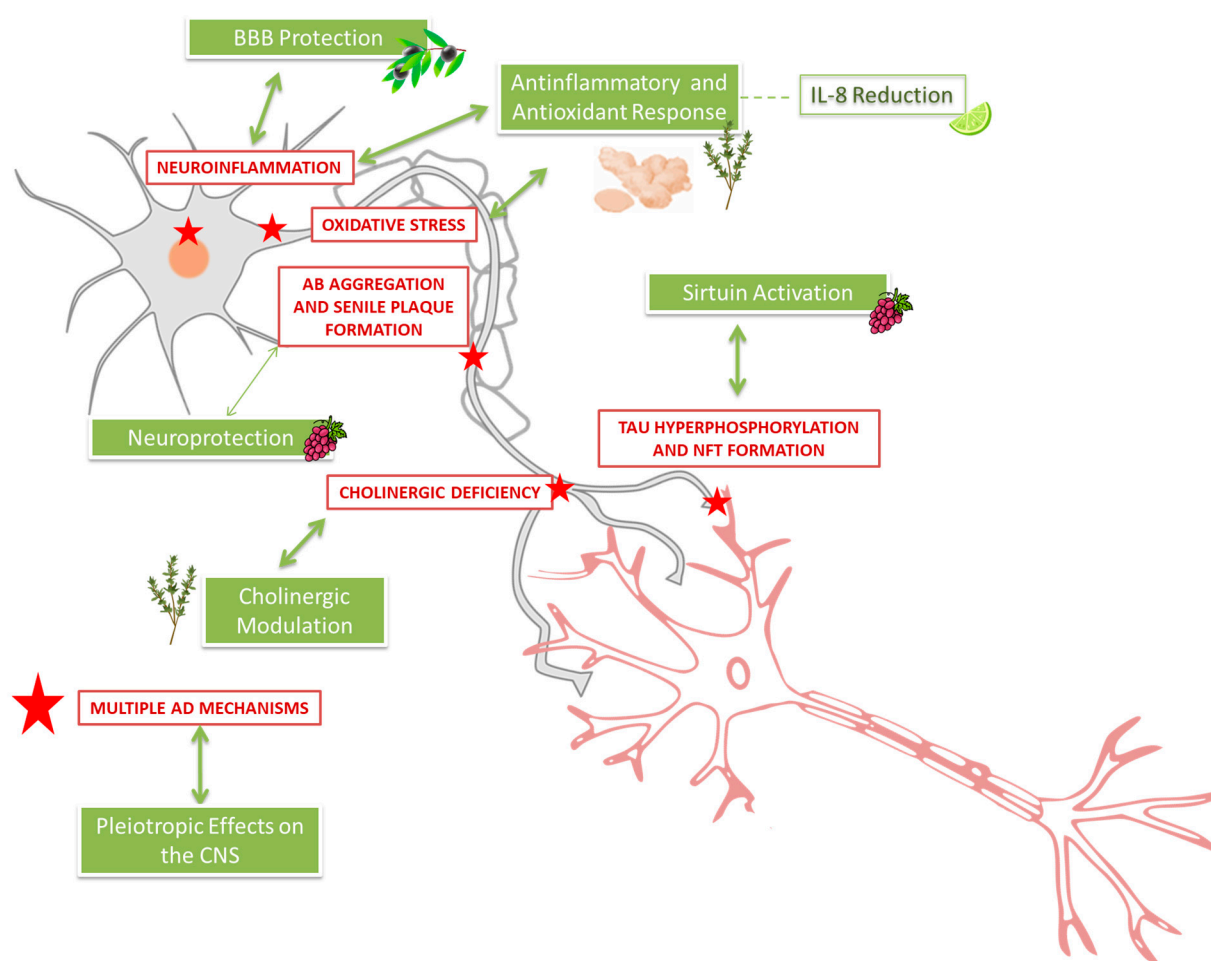 BBB Protection
Antinflammatory and
Antioxidant Response
IL-8 Reduction
NEUROINFLAMMATION
OXIDATIVE STRESS
AB AGGREGATION
AND SENILE PLAQUE
FORMATION
Sirtuin Activation
Neuroprotection
TAU HYPERPHOSPHORYLATION
AND NFT FORMATION
CHOLINERGIC DEFICIENCY
Cholinergic
Modulation
MULTIPLE AD MECHANISMS
Pleiotropic Effects on
the CNS